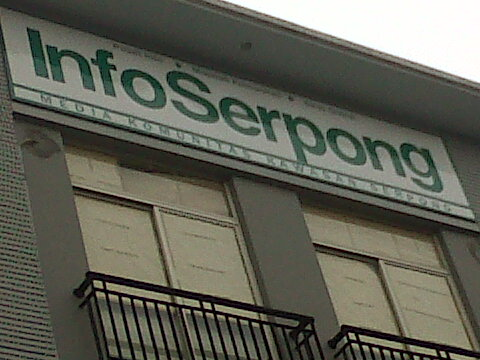 InfoSerpong
MEDIA KOMUNITAS KAWASAN SERPONG